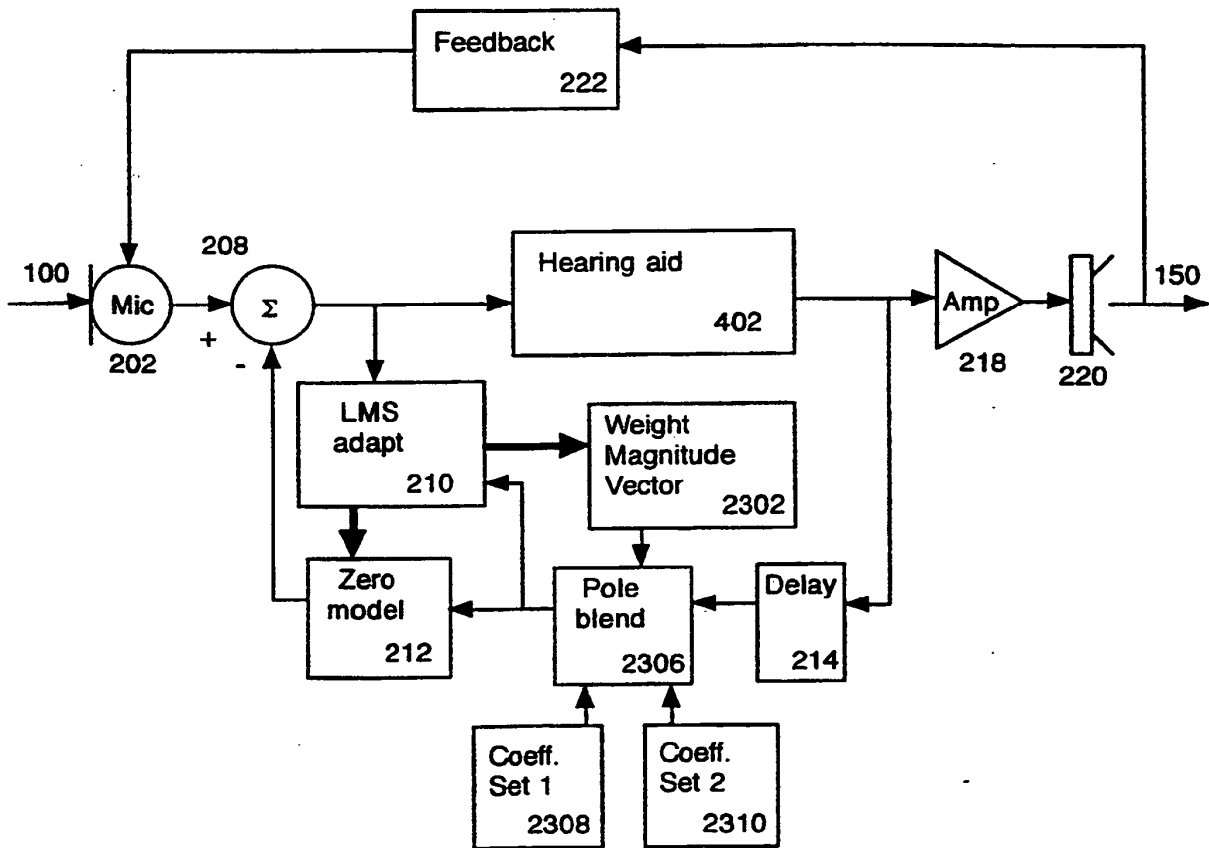 Feedback
222
100
208
Mic
202
Σ
+
-
Hearing aid
402
Amp
218
220
150
LMS
adapt
210
Weight
Magnitude
Vector
2302
Zero
model
212
Pole
blend
2306
Delay
214
Coeff.
Set 1
2308
Coeff.
Set 2
2310